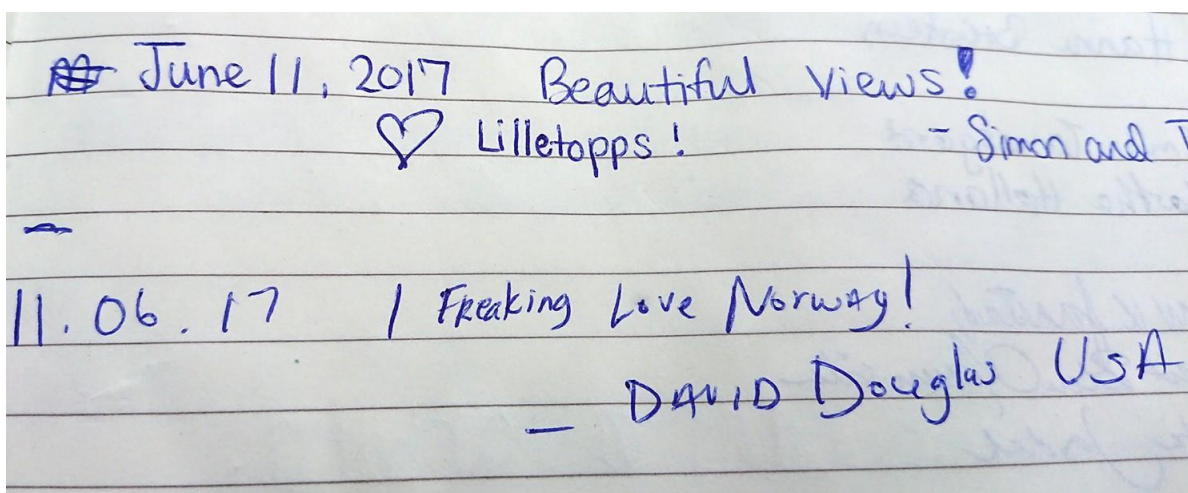 June 11, 2017 Beautiful Views!
♡ Lilletopps! - Simon and
11.06.17 I Freaking Love Norway!
_ DAVID Douglas USA